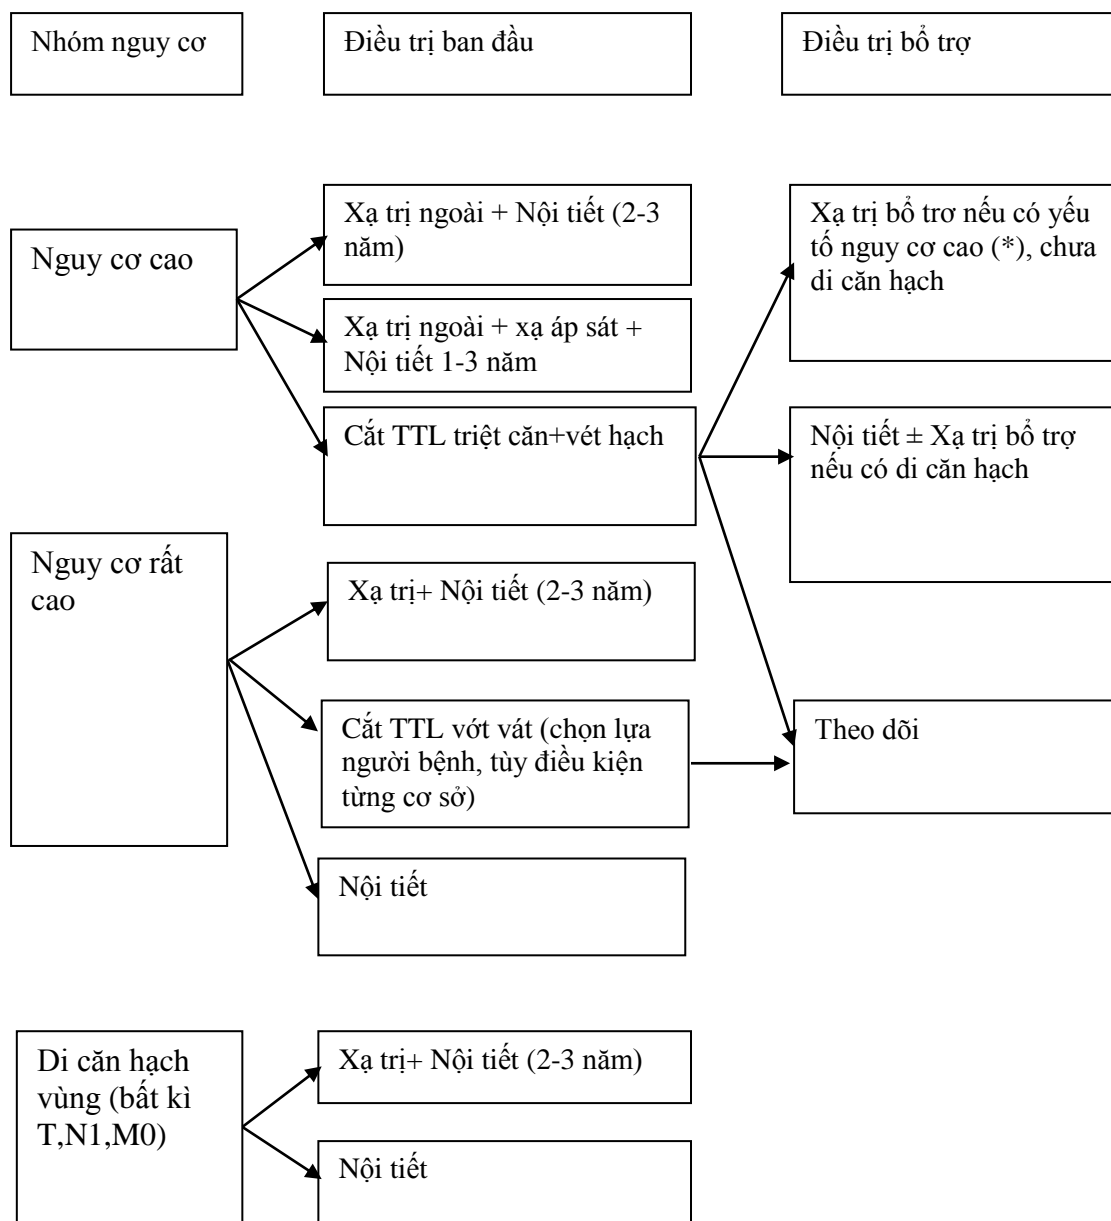 Nhóm nguy cơ
Điều trị ban đầu
Điều trị bổ trợ
Nguy cơ cao
Xạ trị ngoài + Nội tiết (2-3
năm)
Xạ trị ngoài + xạ áp sát +
Nội tiết 1-3 năm
Cắt TTL triệt căn+vét hạch
Xạ trị bổ trơ nếu có yếu
tố nguy cơ cao (*), chưa
di căn hạch
Nội tiết ± Xạ trị bổ trợ
nếu có di căn hạch
Theo dõi
Nguy cơ rất
cao
Xạ trị+ Nội tiết (2-3 năm)
Cắt TTL vớt vát (chọn lựa
người bệnh, tùy điều kiện
từng cơ sở)
Nội tiết
Di căn hạch
vùng (bất kì
T,N1,M0)
Xạ trị+ Nội tiết (2-3 năm)
Nội tiết